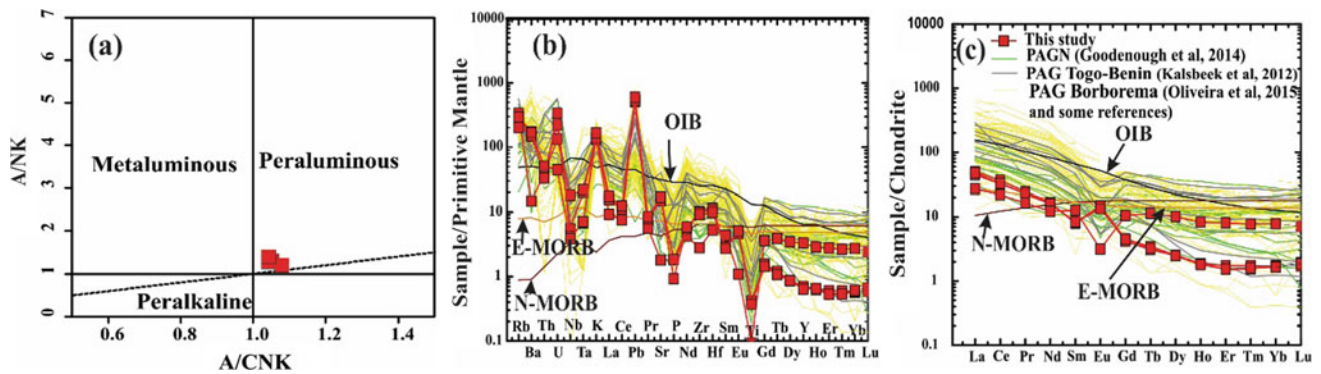 (a)
7
6
5
4
3
2
1
0
A/NK
Metaluminous
Peraluminous
Peralkaline
0.6 0.8 1.0 1.2 1.4
A/CNK
(b)
10000
1000
100
10
1
0.1
Sample/Primitive Mantle
OIB
E-MORB
N-MORB
Rb Th Nb K Ce Pr P Zr Sm Ti Tb Y Er Yb
Ba U Ta La Pb Sr Nd Hf Eu Gd Dy Ho Tm Lu
(c)
10000
1000
100
10
1
0.1
Sample/Chondrite
This study
PAGN (Goodenough et al, 2014)
PAG Togo-Benin (Kalsbeek et al, 2012)
PAG Borborema (Oliveira et al, 2015
and some references)
OIB
N-MORB
E-MORB
La Ce Pr Nd Sm Eu Gd Tb Dy Ho Er Tm Yb Lu